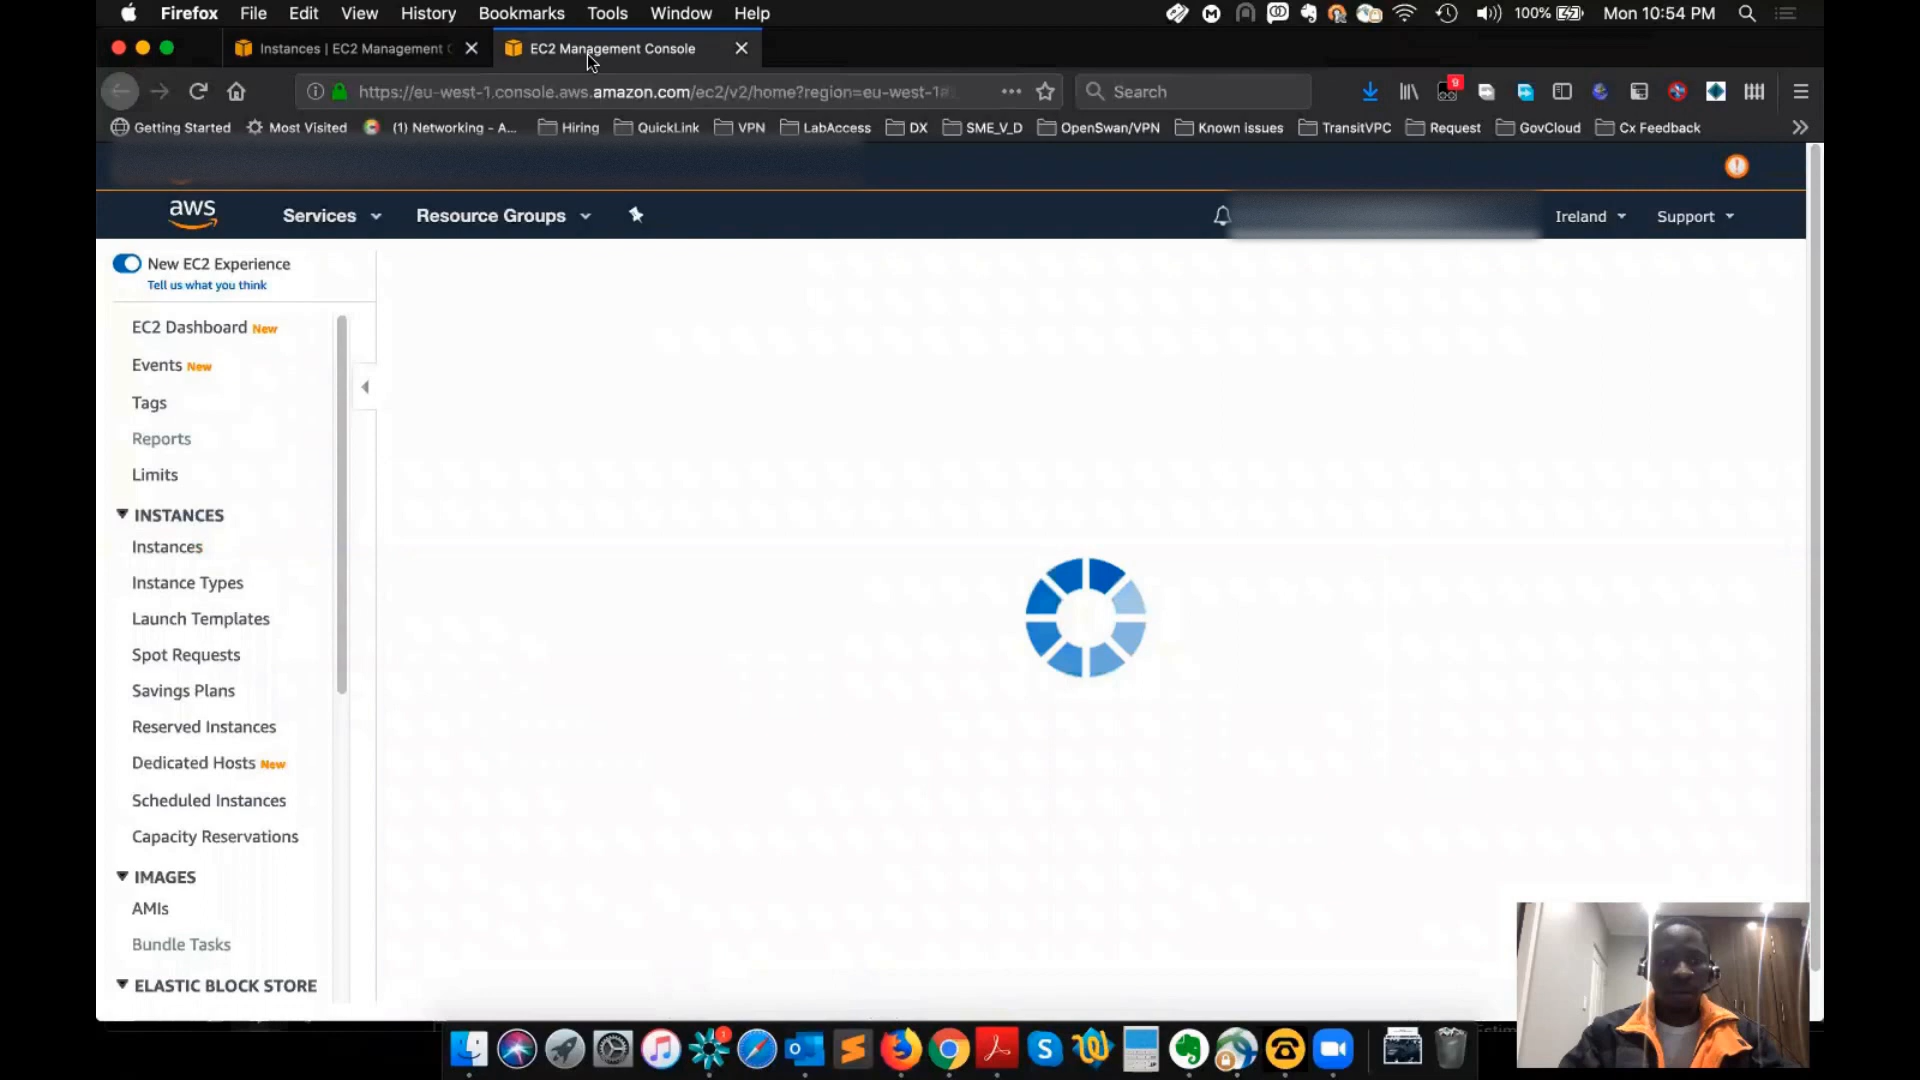 Firefox File Edit View History Bookmarks Tools Window Help 100% Mon 10:54 PM
Instances | EC2 Management C EC2 Management Console
https://eu-west-1.console.aws.amazon.com/ec2/v2/home?region=eu-west-1# Search 9
Getting Started Most Visited (1) Networking - A... Hiring QuickLink VPN LabAccess DX SME_V_D OpenSwan/VPN Known issues TransitVPC Request GovCloud Cx Feedback
aws Services Resource Groups Ireland Support
New EC2 Experience
Tell us what you think
EC2 Dashboard New
Events New
Tags
Reports
Limits
INSTANCES
Instances
Instance Types
Launch Templates
Spot Requests
Savings Plans
Reserved Instances
Dedicated Hosts New
Scheduled Instances
Capacity Reservations
IMAGES
AMIs
Bundle Tasks
ELASTIC BLOCK STORE